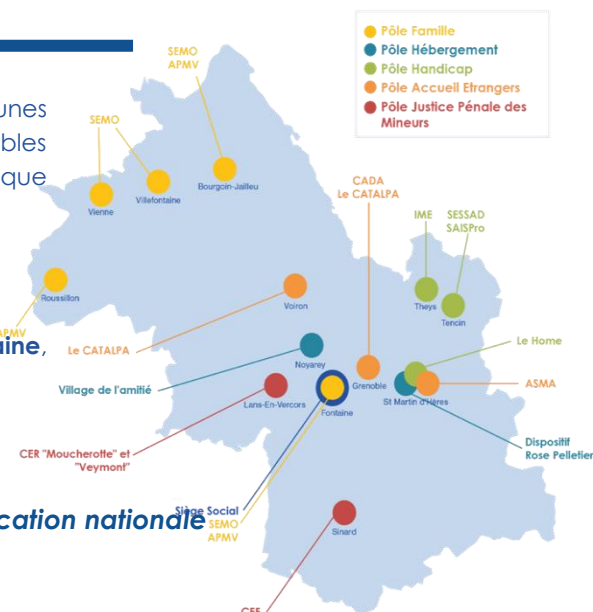 Pôle Famille
Pôle Hébergement
Pôle Handicap
Pôle Accueil Etrangers
Pôle Justice Pénale des
Mineurs
unes
bles
que
SEMO
APMV
SEMO
Bourgoin-Jailleu
Villefontaine
Vienne
CADA
Le CATALPA
IME
SESSAD
SAISPro
Roussillon
Voiron
Theys
Tencin
APMV
aine,
Le CATALPA
Noyarey
Le Home
Village de l'amitié
Lans-En-Vercors
Fontaine
Grenoble
St Martin d'Hères
ASMA
CER "Moucherotte" et
"Veymont"
Dispositif
Rose Pelletier
Siège Social
SEMO
APMV
cation nationale
Sinard
CEF